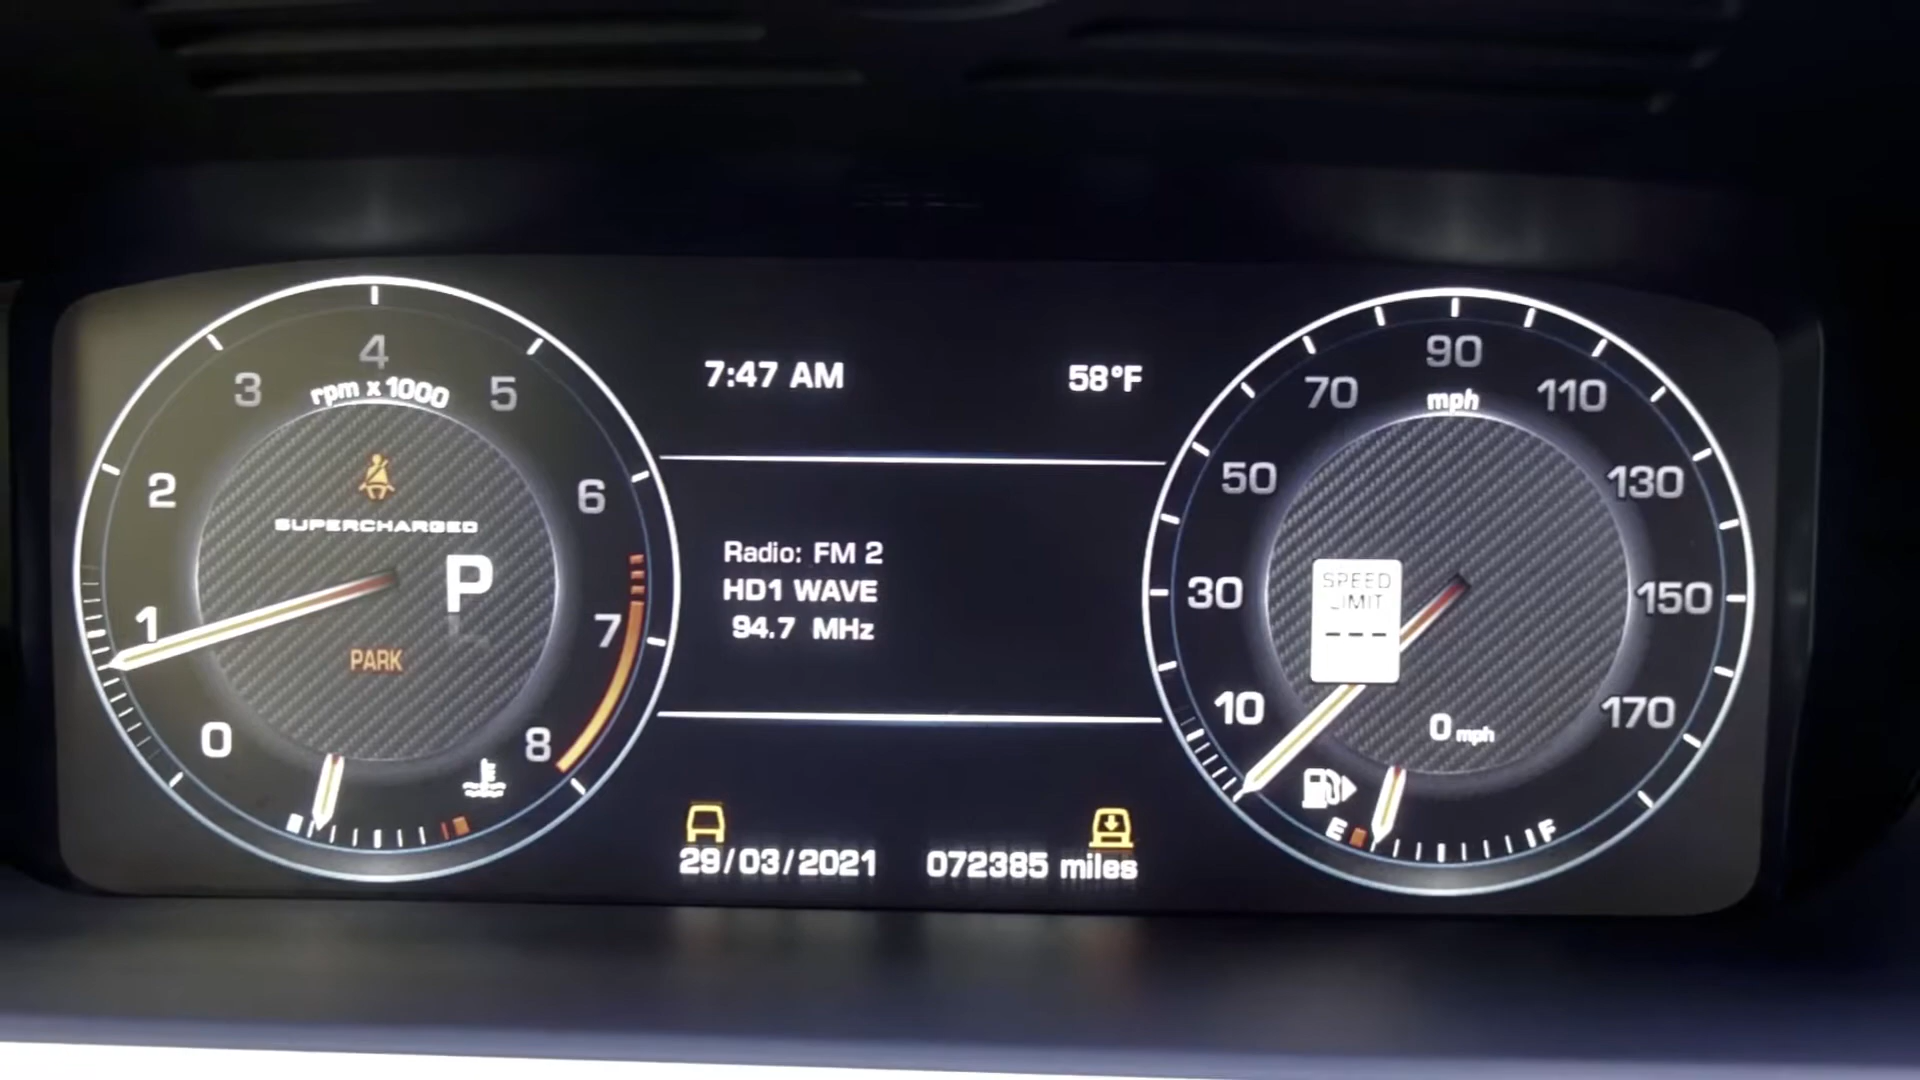 4
3
5
rpm x 1000
2
6
SUPERCHARGED
P
1
7
PARK
0
8
7:47 AM
58°F
Radio: FM 2
HD1 WAVE
94.7 MHz
29/03/2021
072385 miles
90
70
110
mph
50
130
SPEED
LIMIT
---
30
150
10
170
0 mph
E
F